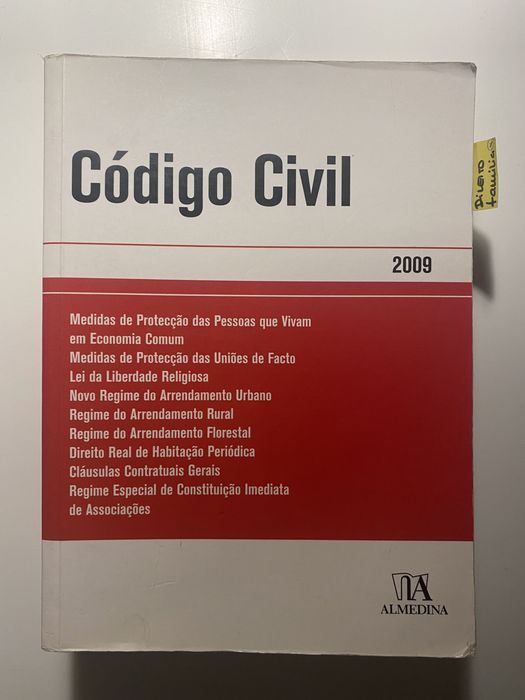 Código Civil
Direito
família
2009
Medidas de Protecção das Pessoas que Vivam
em Economia Comum
Medidas de Protecção das Uniões de Facto
Lei da Liberdade Religiosa
Novo Regime do Arrendamento Urbano
Regime do Arrendamento Rural
Regime do Arrendamento Florestal
Direito Real de Habitação Periódica
Cláusulas Contratuais Gerais
Regime Especial de Constituição Imediata
de Associações
ALMEDINA